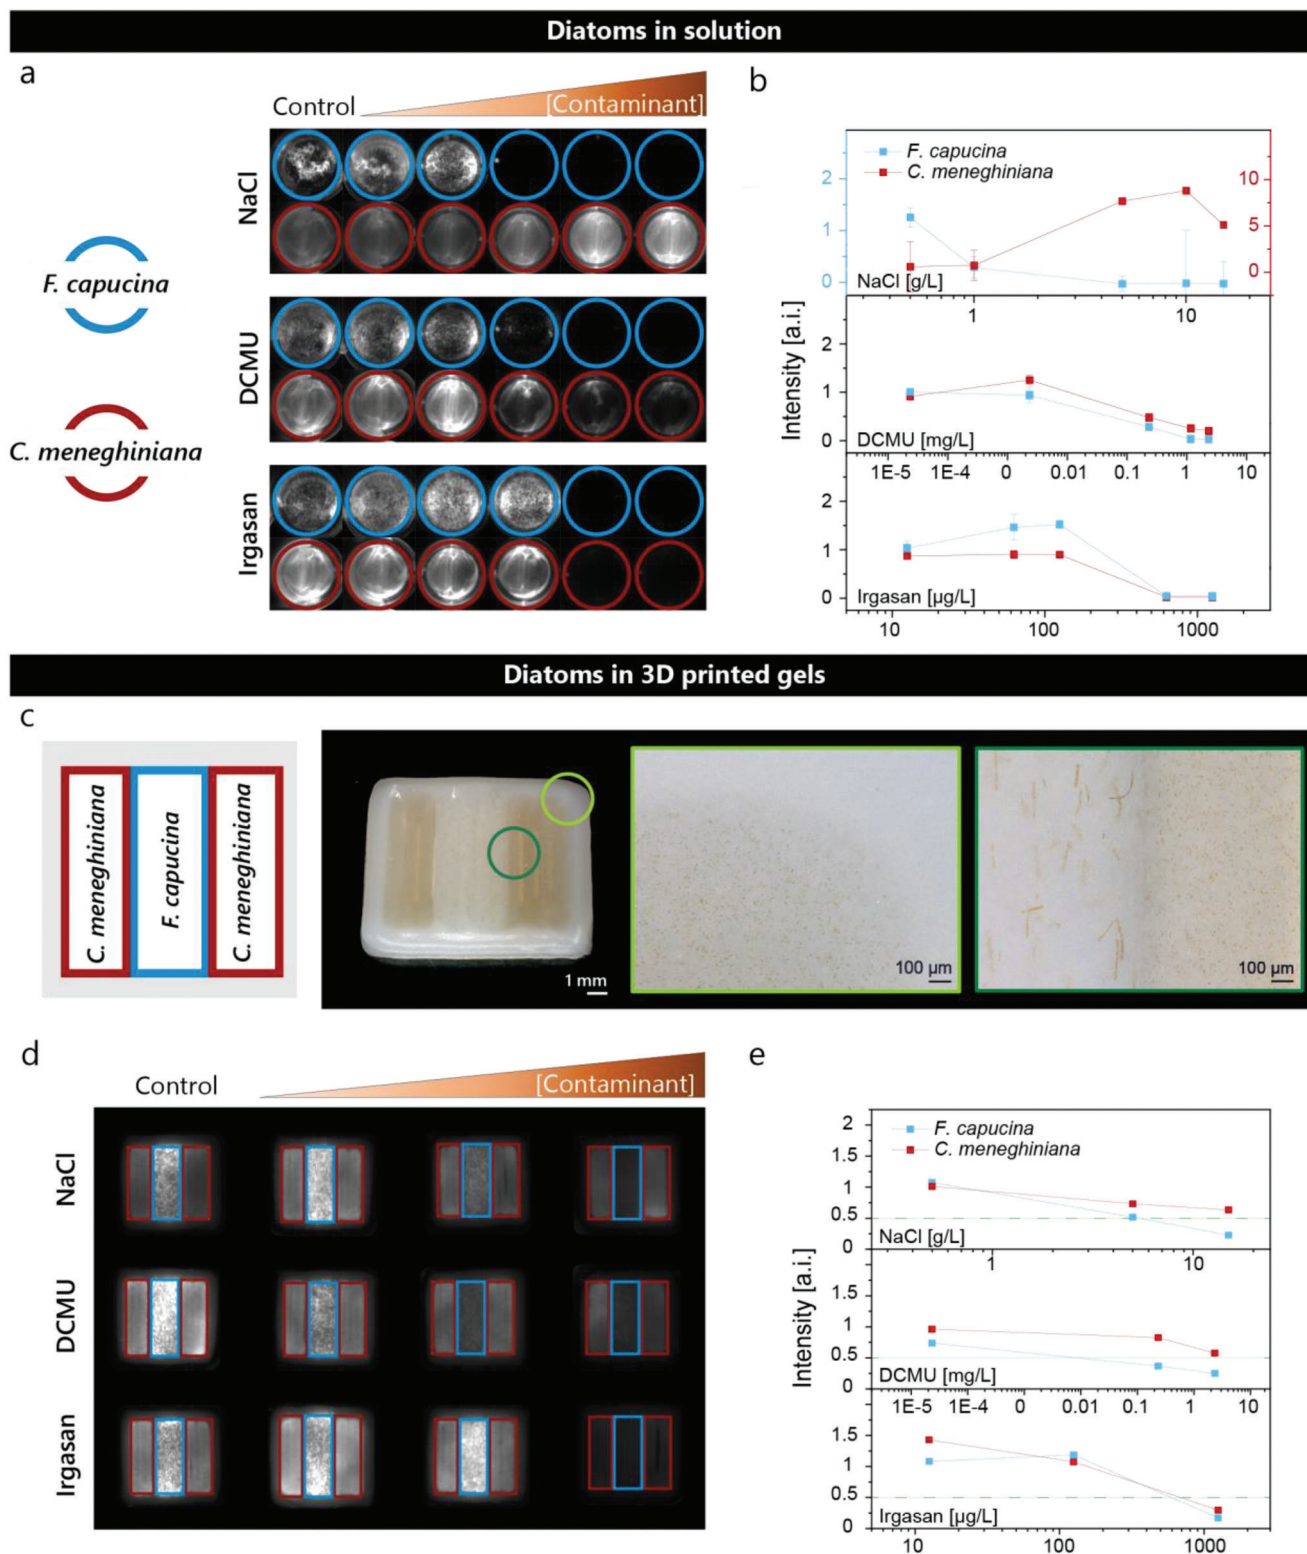 Diatoms in solution
a
Control
[Contaminant]
NaCl
F. capucina
DCMU
C. meneghiniana
Irgasan
b
F. capucina
C. meneghiniana
2
1
0
10
5
0
NaCl [g/L]
1
10
Intensity [a.i.]
2
1
0
DCMU [mg/L]
1E-5
1E-4
0
0.01
0.1
1
10
2
1
0
Irgasan [µg/L]
10
100
1000
Diatoms in 3D printed gels
c
C. meneghiniana
F. capucina
C. meneghiniana
1 mm
100 µm
100 µm
d
Control
[Contaminant]
NaCl
DCMU
Irgasan
e
F. capucina
C. meneghiniana
2
1.5
1
0.5
0
NaCl [g/L]
1
10
Intensity [a.i.]
1.5
1
0.5
0
DCMU [mg/L]
1E-5
1E-4
0
0.01
0.1
1
10
1.5
1
0.5
0
Irgasan [µg/L]
10
100
1000